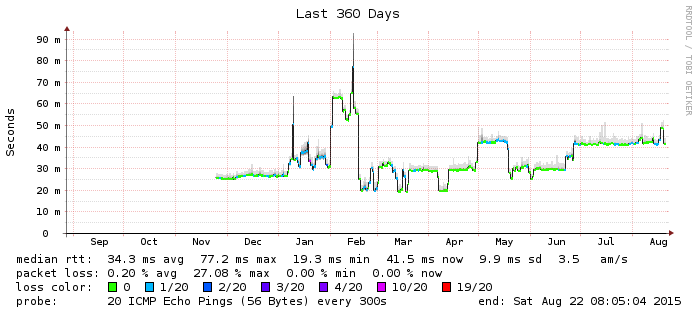 Last 360 Days
RRDTOOL / TOBI OETIKER
Seconds
90 m
80 m
70 m
60 m
50 m
40 m
30 m
20 m
10 m
0
Sep Oct Nov Dec Jan Feb Mar Apr May Jun Jul Aug
median rtt: 34.3 ms avg 77.2 ms max 19.3 ms min 41.5 ms now 9.9 ms sd 3.5 am/s
packet loss: 0.20 % avg 27.08 % max 0.00 % min 0.00 % now
loss color: 0 1/20 2/20 3/20 4/20 10/20 19/20
probe: 20 ICMP Echo Pings (56 Bytes) every 300s end: Sat Aug 22 08:05:04 2015